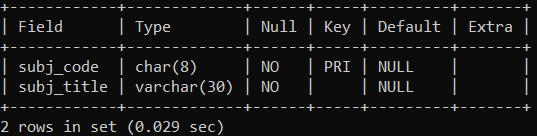 +------------+-------------+------+-----+---------+-------+
| Field      | Type        | Null | Key | Default | Extra |
+------------+-------------+------+-----+---------+-------+
| subj_code  | char(8)     | NO   | PRI | NULL    |       |
| subj_title | varchar(30) | NO   |     | NULL    |       |
+------------+-------------+------+-----+---------+-------+
2 rows in set (0.029 sec)